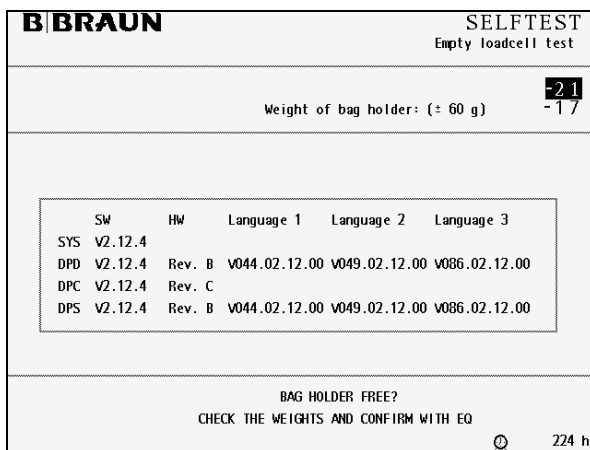 B|BRAUN
SELFTEST
Empty loadcell test
Weight of bag holder: (± 60 g)
-21
-17
SW HW Language 1 Language 2 Language 3
SYS V2.12.4
DPD V2.12.4 Rev. B V044.02.12.00 V049.02.12.00 V086.02.12.00
DPC V2.12.4 Rev. C
DPS V2.12.4 Rev. B V044.02.12.00 V049.02.12.00 V086.02.12.00
BAG HOLDER FREE?
CHECK THE WEIGHTS AND CONFIRM WITH EQ
224 h